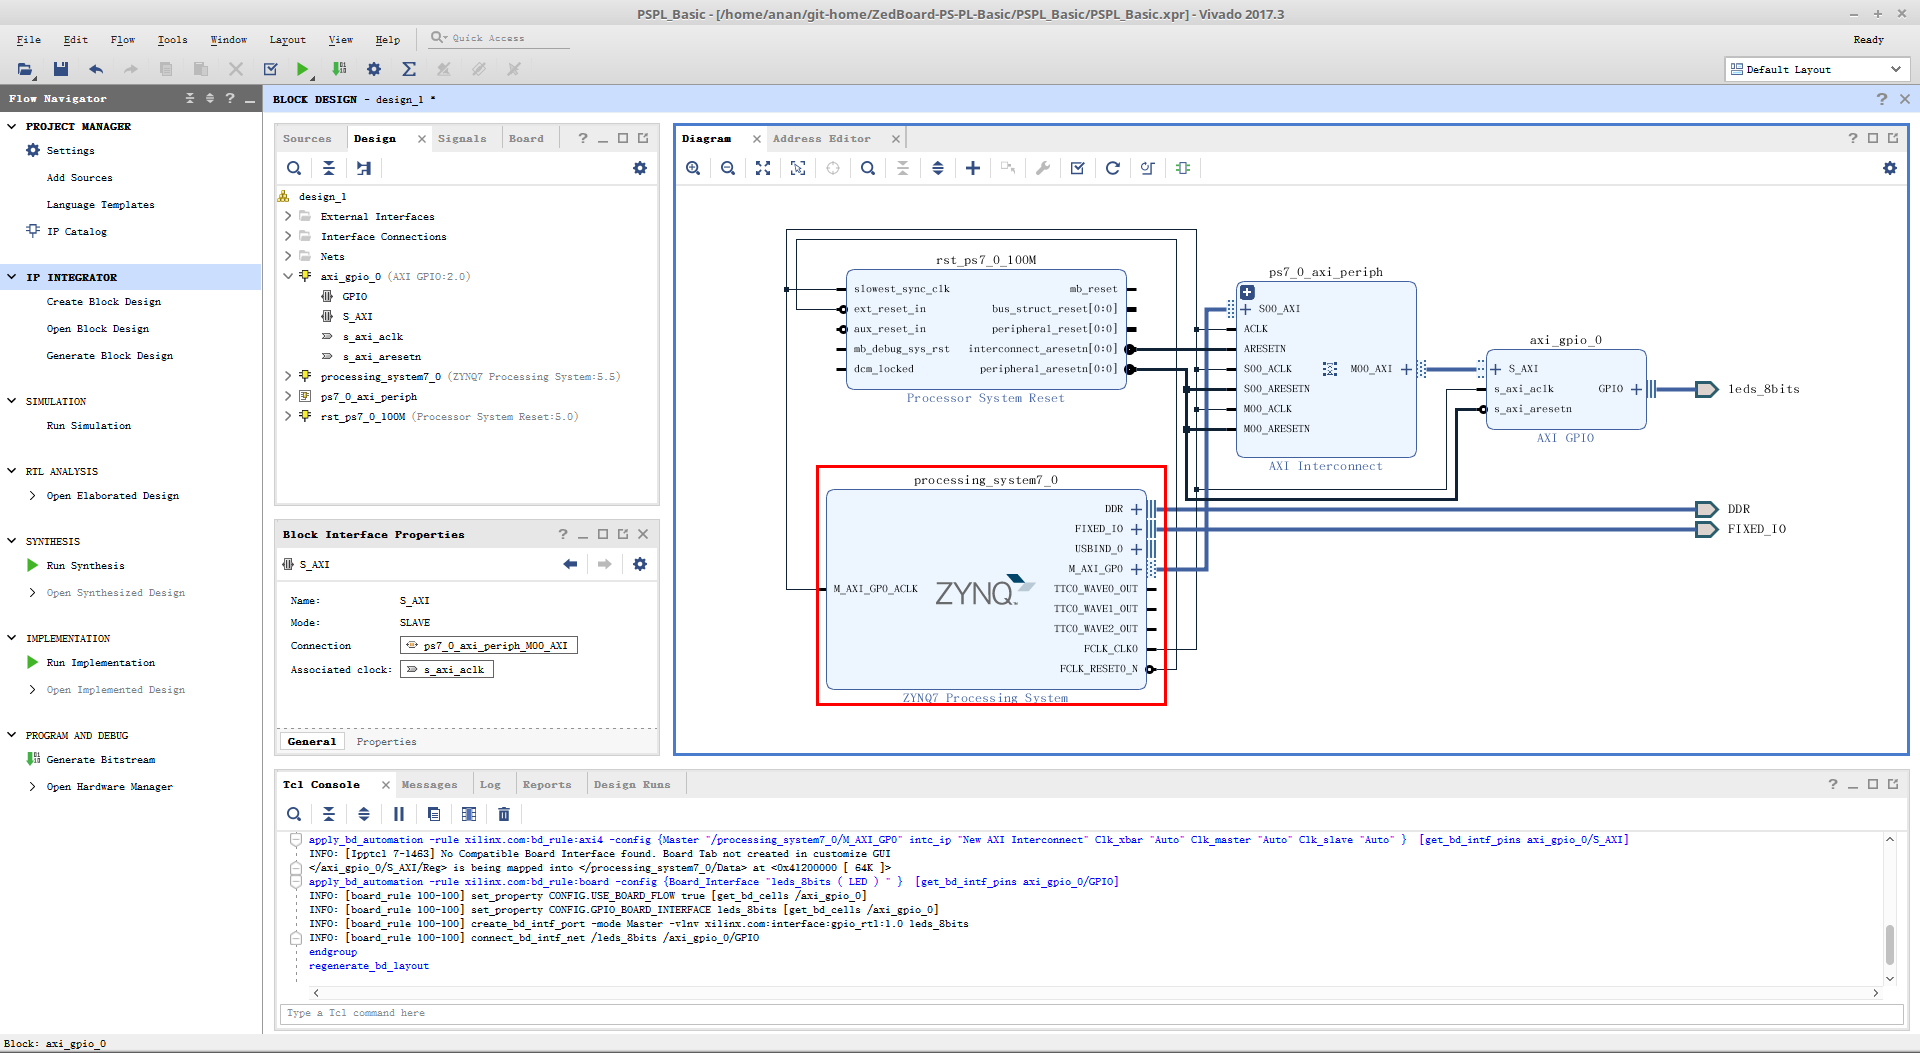 PSPL_Basic - [/home/anan/git-home/ZedBoard-PS-PL-Basic/PSPL_Basic/PSPL_Basic.xpr] - Vivado 2017.3
File Edit Flow Tools Window Layout View Help Quick Access Ready
Default Layout
Flow Navigator
PROJECT MANAGER
Settings
Add Sources
Language Templates
IP Catalog
IP INTEGRATOR
Create Block Design
Open Block Design
Generate Block Design
SIMULATION
Run Simulation
RTL ANALYSIS
Open Elaborated Design
SYNTHESIS
Run Synthesis
Open Synthesized Design
IMPLEMENTATION
Run Implementation
Open Implemented Design
PROGRAM AND DEBUG
Generate Bitstream
Open Hardware Manager
BLOCK DESIGN - design_1 *
Sources Design Signals Board
design_1
External Interfaces
Interface Connections
Nets
axi_gpio_0 (AXI GPIO:2.0)
GPIO
S_AXI
s_axi_aclk
s_axi_aresetn
processing_system7_0 (ZYNQ7 Processing System:5.5)
ps7_0_axi_periph
rst_ps7_0_100M (Processor System Reset:5.0)
Block Interface Properties
S_AXI
Name: S_AXI
Mode: SLAVE
Connection ps7_0_axi_periph_M00_AXI
Associated clock: s_axi_aclk
General Properties
Diagram Address Editor
rst_ps7_0_100M
slowest_sync_clk mb_reset
ext_reset_in bus_struct_reset[0:0]
aux_reset_in peripheral_reset[0:0]
mb_debug_sys_rst interconnect_aresetn[0:0]
dcm_locked peripheral_aresetn[0:0]
Processor System Reset
ps7_0_axi_periph
S00_AXI
ACLK
ARESETN
S00_ACLK M00_AXI
S00_ARESETN
M00_ACLK
M00_ARESETN
AXI Interconnect
axi_gpio_0
S_AXI
s_axi_aclk GPIO
s_axi_aresetn
AXI GPIO
leds_8bits
DDR
FIXED_IO
processing_system7_0
DDR
FIXED_IO
USBIND_0
M_AXI_GP0
M_AXI_GP0_ACLK ZYNQ TTC0_WAVE0_OUT
TTC0_WAVE1_OUT
TTC0_WAVE2_OUT
FCLK_CLK0
FCLK_RESET0_N
ZYNQ7 Processing System
Tcl Console Messages Log Reports Design Runs
apply_bd_automation -rule xilinx.com:bd_rule:axi4 -config {Master "/processing_system7_0/M_AXI_GP0" intc_ip "New AXI Interconnect" Clk_xbar "Auto" Clk_master "Auto" Clk_slave "Auto" } [get_bd_intf_pins axi_gpio_0/S_AXI]
INFO: [Ipptcl 7-1463] No Compatible Board Interface found. Board Tab not created in customize GUI
</axi_gpio_0/S_AXI/Reg> is being mapped into </processing_system7_0/Data> at <0x41200000 [ 64K ]>
apply_bd_automation -rule xilinx.com:bd_rule:board -config {Board_Interface "leds_8bits ( LED ) " } [get_bd_intf_pins axi_gpio_0/GPIO]
INFO: [board_rule 100-100] set_property CONFIG.USE_BOARD_FLOW true [get_bd_cells /axi_gpio_0]
INFO: [board_rule 100-100] set_property CONFIG.GPIO_BOARD_INTERFACE leds_8bits [get_bd_cells /axi_gpio_0]
INFO: [board_rule 100-100] create_bd_intf_port -mode Master -vlnv xilinx.com:interface:gpio_rtl:1.0 leds_8bits
INFO: [board_rule 100-100] connect_bd_intf_net /leds_8bits /axi_gpio_0/GPIO
endgroup
regenerate_bd_layout
Type a Tcl command here
Block: axi_gpio_0